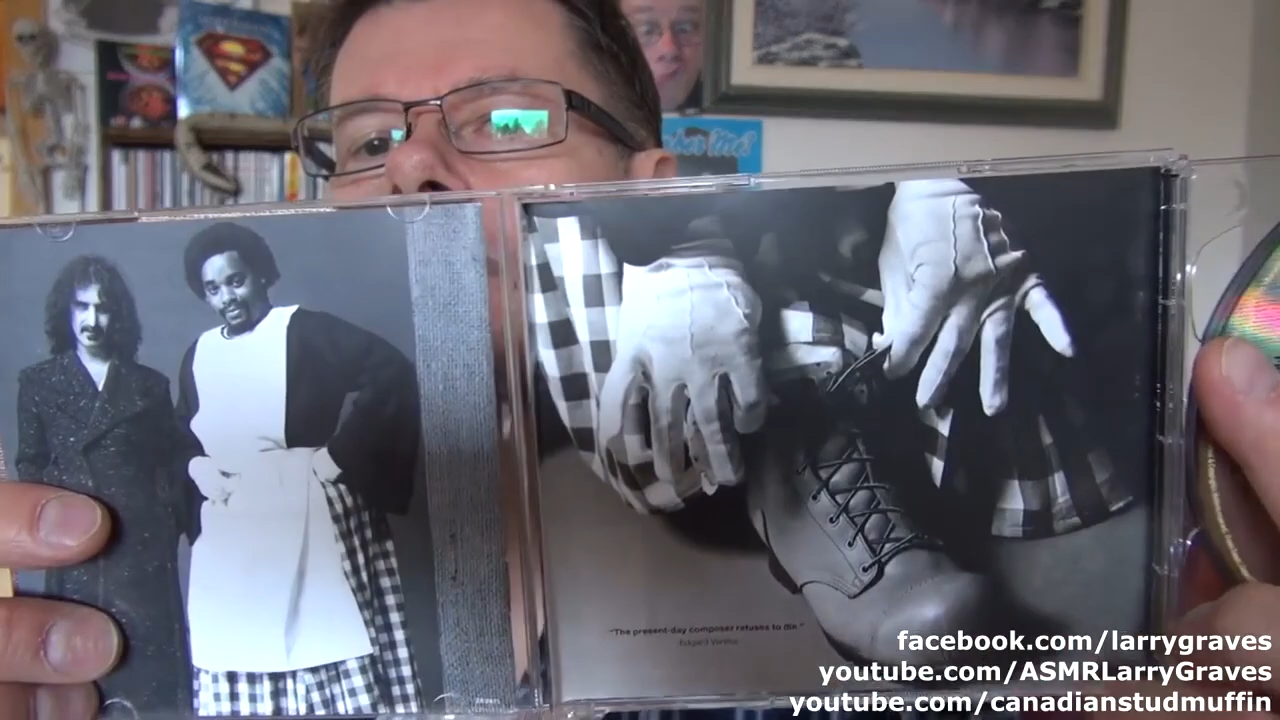 "The present-day composer refuses to die."
Edgard Varèse
facebook.com/larrygraves
youtube.com/ASMRLarryGraves
youtube.com/canadianstudmuffin